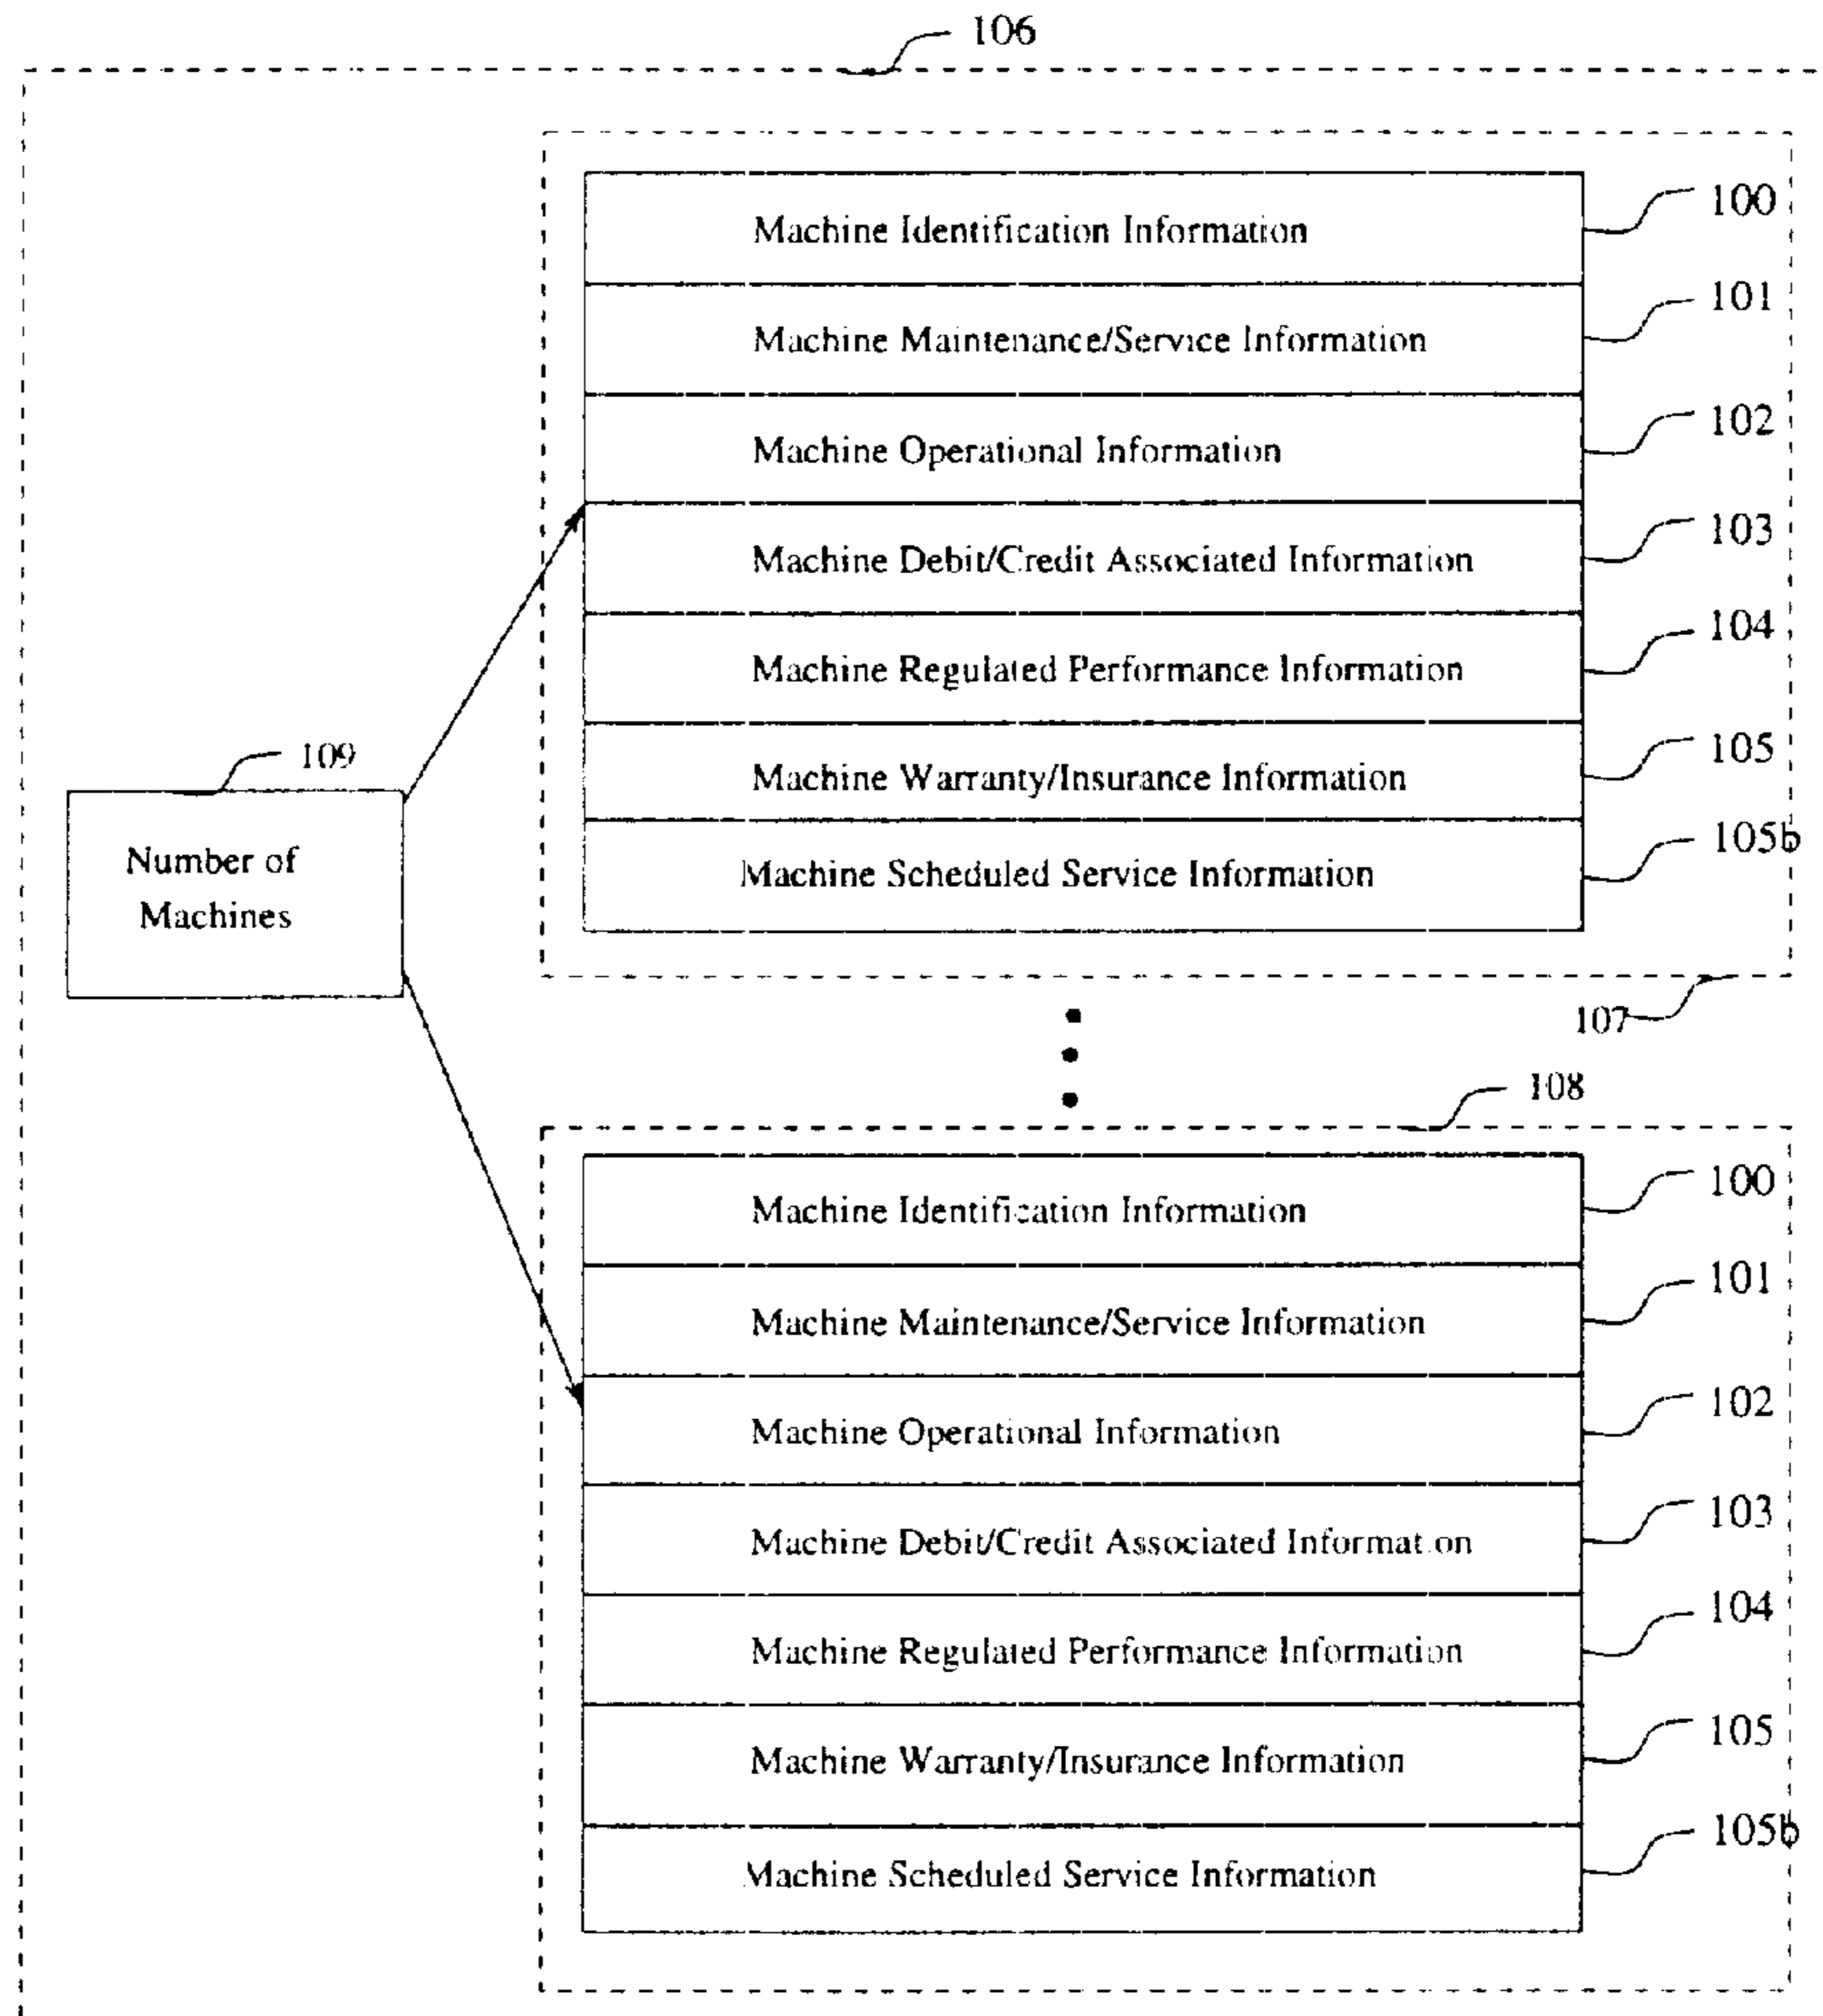 106
Machine Identification Information 100
Machine Maintenance/Service Information 101
Machine Operational Information 102
Machine Debit/Credit Associated Information 103
Machine Regulated Performance Information 104
Machine Warranty/Insurance Information 105
Machine Scheduled Service Information 105b
109
Number of
Machines
107
108
Machine Identification Information 100
Machine Maintenance/Service Information 101
Machine Operational Information 102
Machine Debit/Credit Associated Information 103
Machine Regulated Performance Information 104
Machine Warranty/Insurance Information 105
Machine Scheduled Service Information 105b